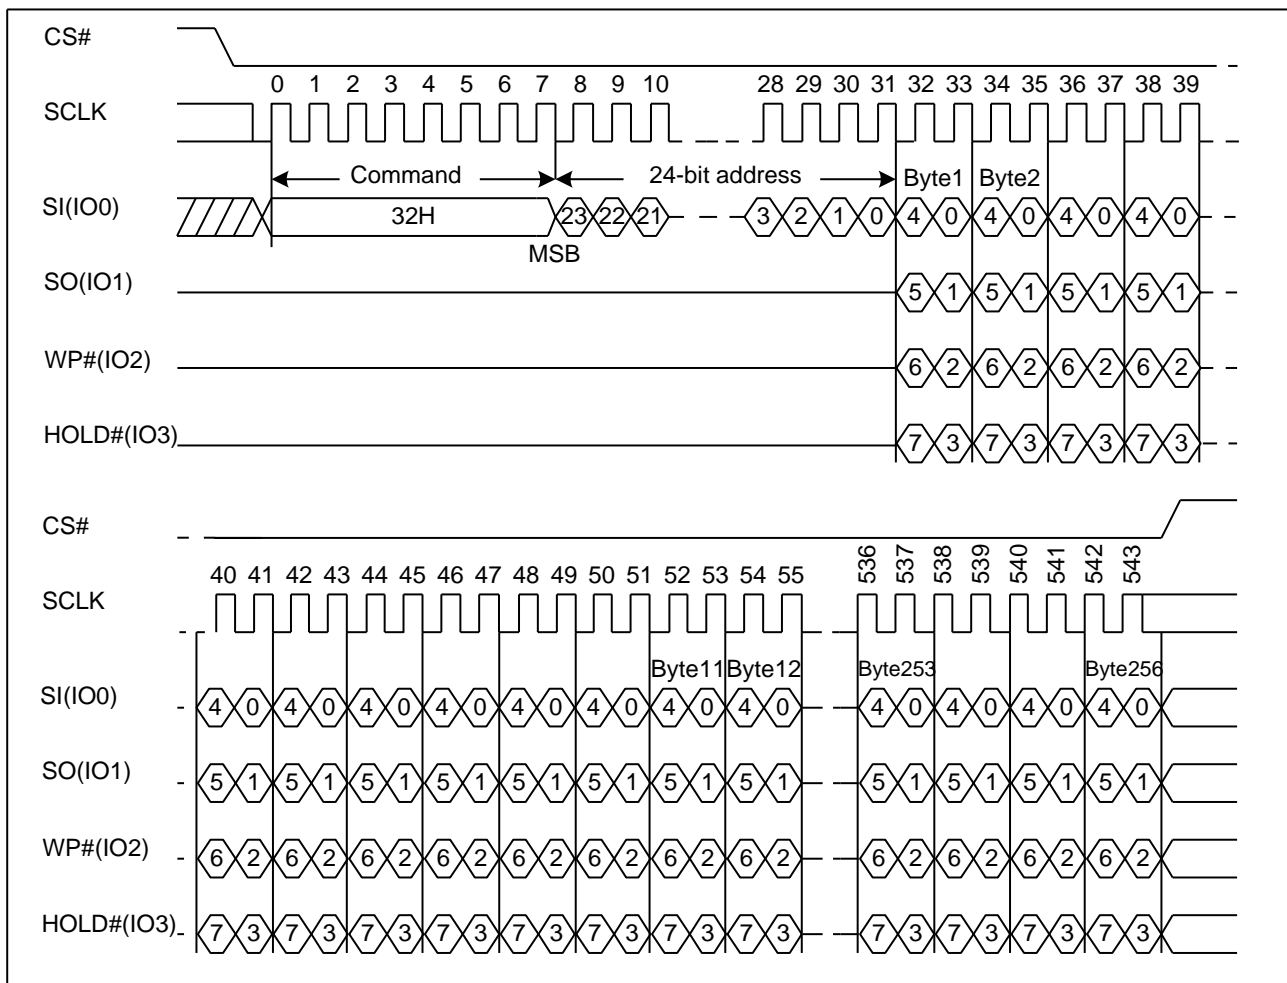 CS#
0 1 2 3 4 5 6 7 8 9 10 28 29 30 31 32 33 34 35 36 37 38 39
SCLK
Command 24-bit address Byte1 Byte2
SI(IO0) 32H 23 22 21 3 2 1 0 4 0 4 0 4 0 4 0
MSB
SO(IO1) 5 1 5 1 5 1 5 1
WP#(IO2) 6 2 6 2 6 2 6 2
HOLD#(IO3) 7 3 7 3 7 3 7 3
CS#
40 41 42 43 44 45 46 47 48 49 50 51 52 53 54 55 536 537 538 539 540 541 542 543
SCLK
Byte11 Byte12 Byte253 Byte256
SI(IO0) 4 0 4 0 4 0 4 0 4 0 4 0 4 0 4 0 4 0 4 0 4 0 4 0
SO(IO1) 5 1 5 1 5 1 5 1 5 1 5 1 5 1 5 1 5 1 5 1 5 1 5 1
WP#(IO2) 6 2 6 2 6 2 6 2 6 2 6 2 6 2 6 2 6 2 6 2 6 2 6 2
HOLD#(IO3) 7 3 7 3 7 3 7 3 7 3 7 3 7 3 7 3 7 3 7 3 7 3 7 3